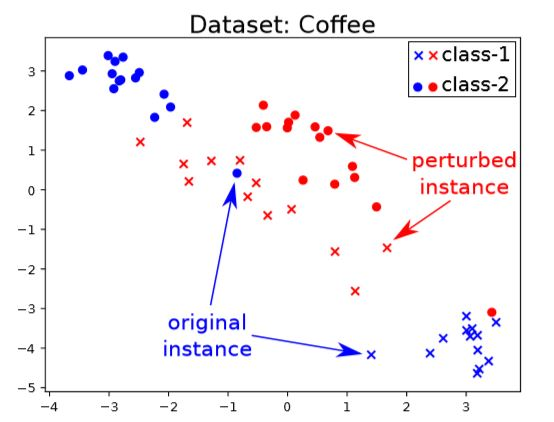 Dataset: Coffee
class-1
class-2
perturbed
instance
original
instance
3
2
1
0
−1
−2
−3
−4
−5
−4
−3
−2
−1
0
1
2
3